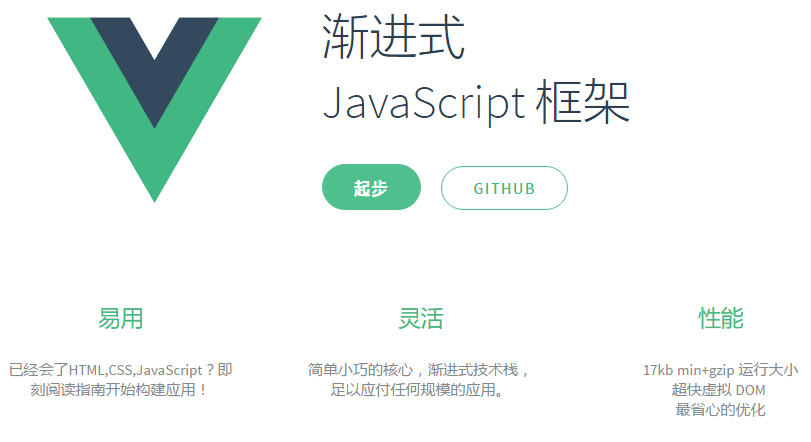 渐进式
JavaScript 框架
起步
GITHUB
易用
已经会了HTML,CSS,JavaScript？即
刻阅读指南开始构建应用！
灵活
简单小巧的核心，渐进式技术栈，
足以应付任何规模的应用。
性能
17kb min+gzip 运行大小
超快虚拟 DOM
最省心的优化